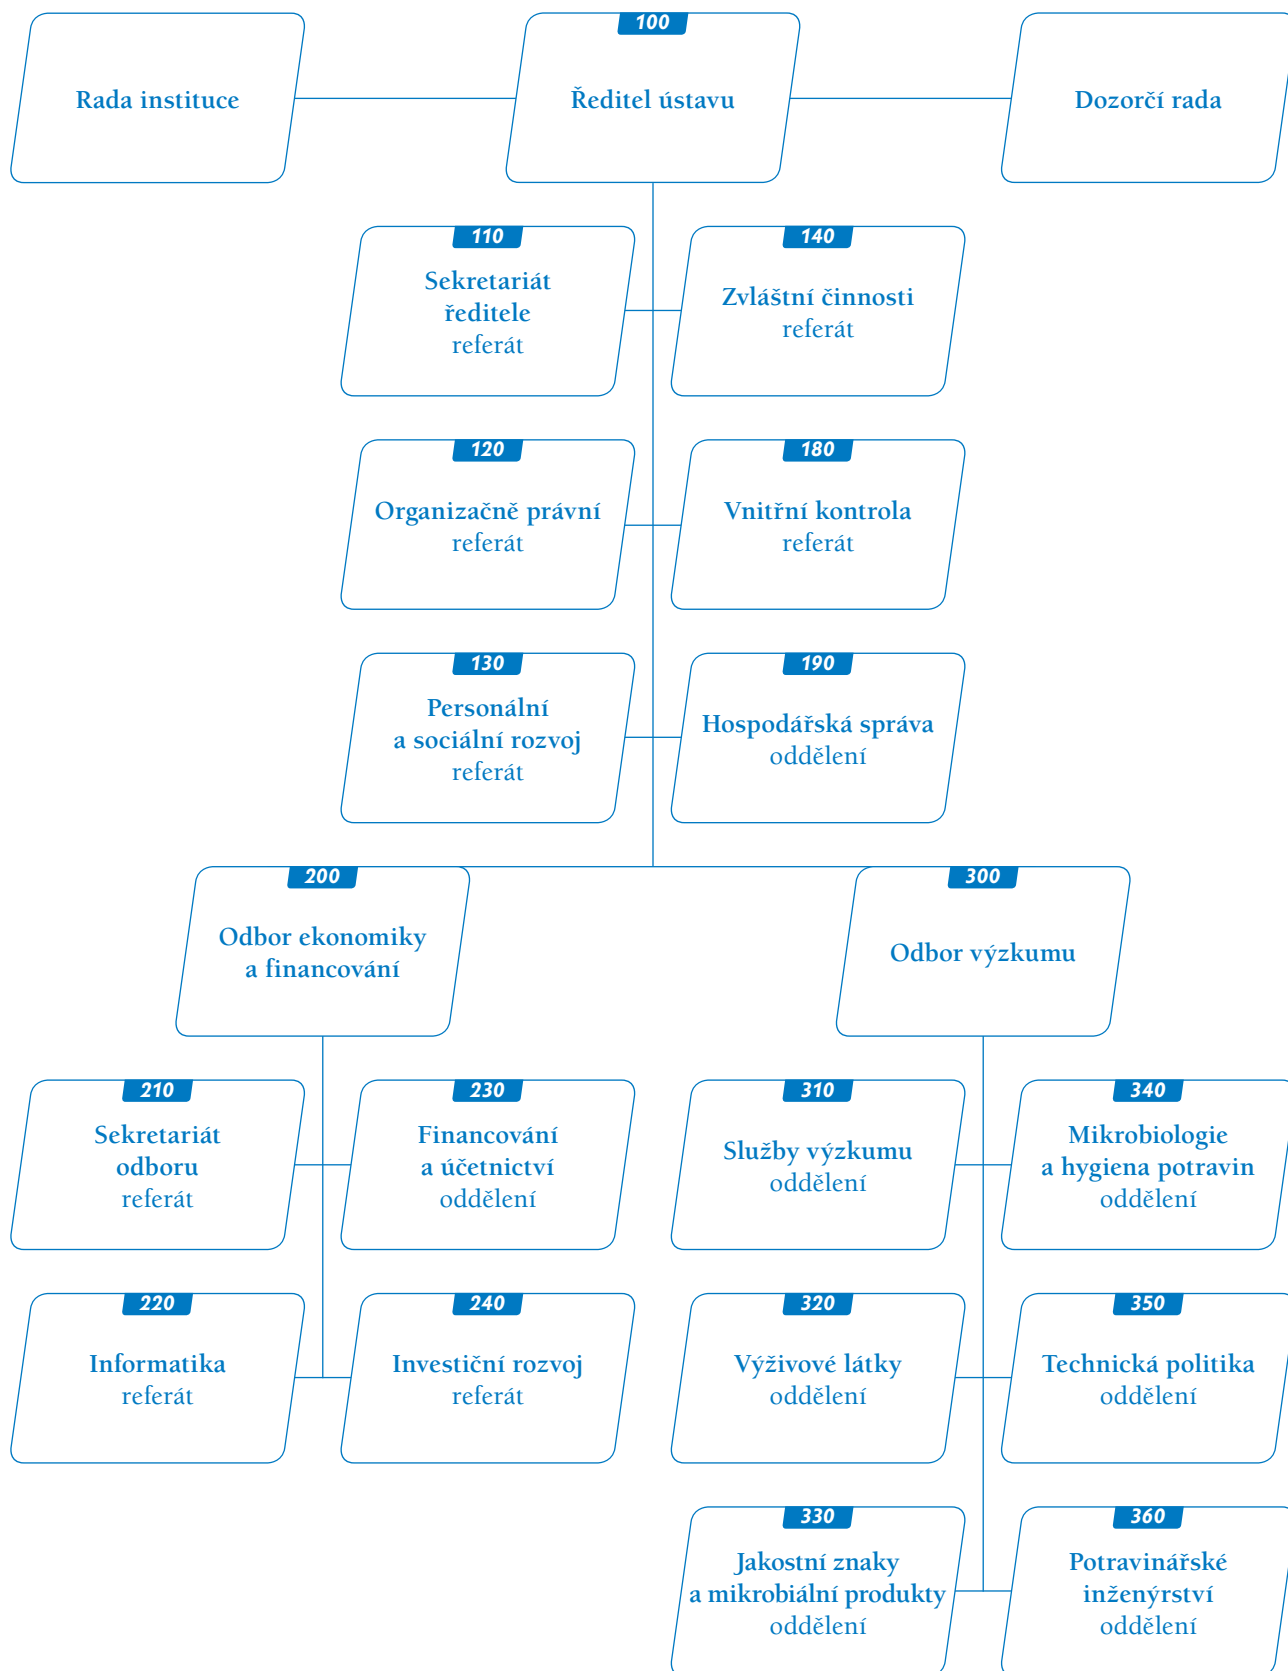 Rada instituce
100
Ředitel ústavu
Dozorčí rada
110
Sekretariát
ředitele
referát
140
Zvláštní činnosti
referát
120
Organizačně právní
referát
180
Vnitřní kontrola
referát
130
Personální
a sociální rozvoj
referát
190
Hospodářská správa
oddělení
200
Odbor ekonomiky
a financování
300
Odbor výzkumu
210
Sekretariát
odboru
referát
230
Financování
a účetnictví
oddělení
310
Služby výzkumu
oddělení
340
Mikrobiologie
a hygiena potravin
oddělení
220
Informatika
referát
240
Investiční rozvoj
referát
320
Výživové látky
oddělení
350
Technická politika
oddělení
330
Jakostní znaky
a mikrobiální produkty
oddělení
360
Potravinářské
inženýrství
oddělení